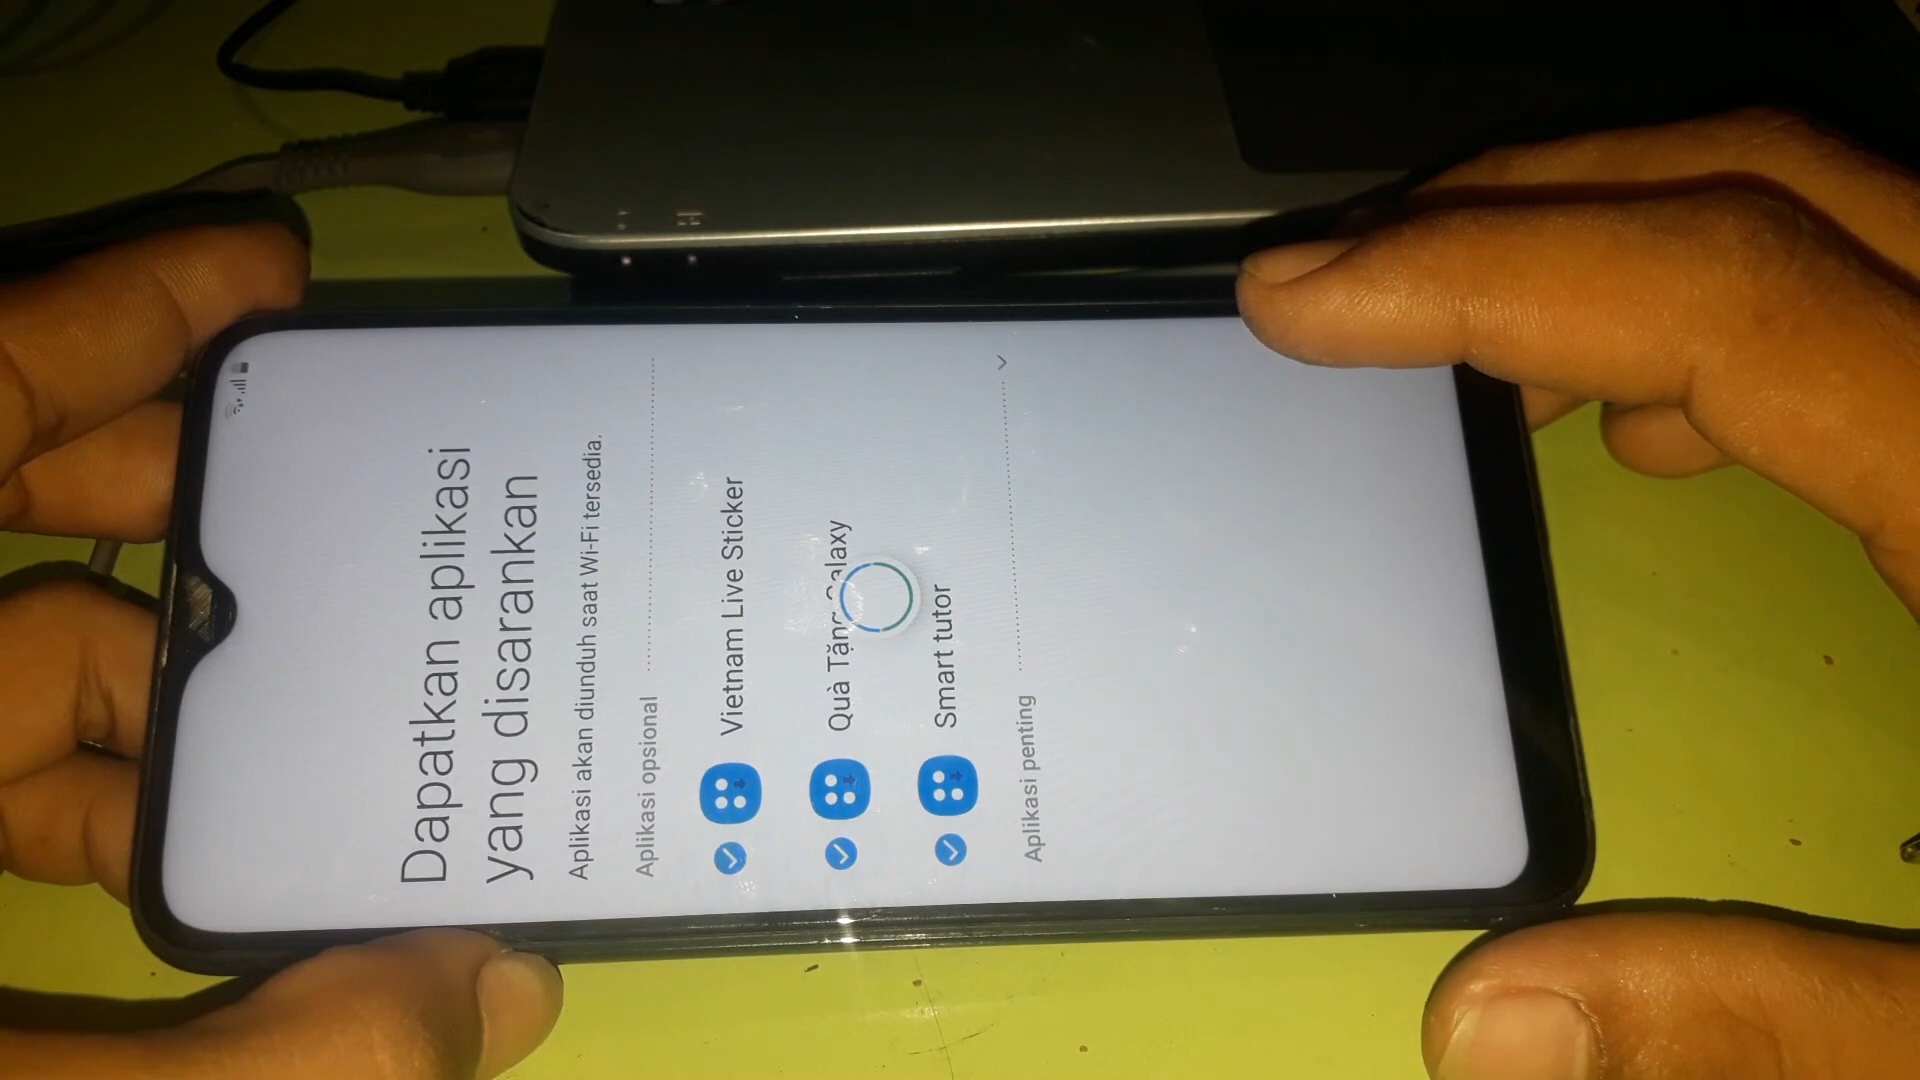 Dapatkan aplikasi
yang disarankan
Aplikasi akan diunduh saat Wi-Fi tersedia.
Aplikasi opsional
Vietnam Live Sticker
Quà Tặng Galaxy
Smart tutor
Aplikasi penting